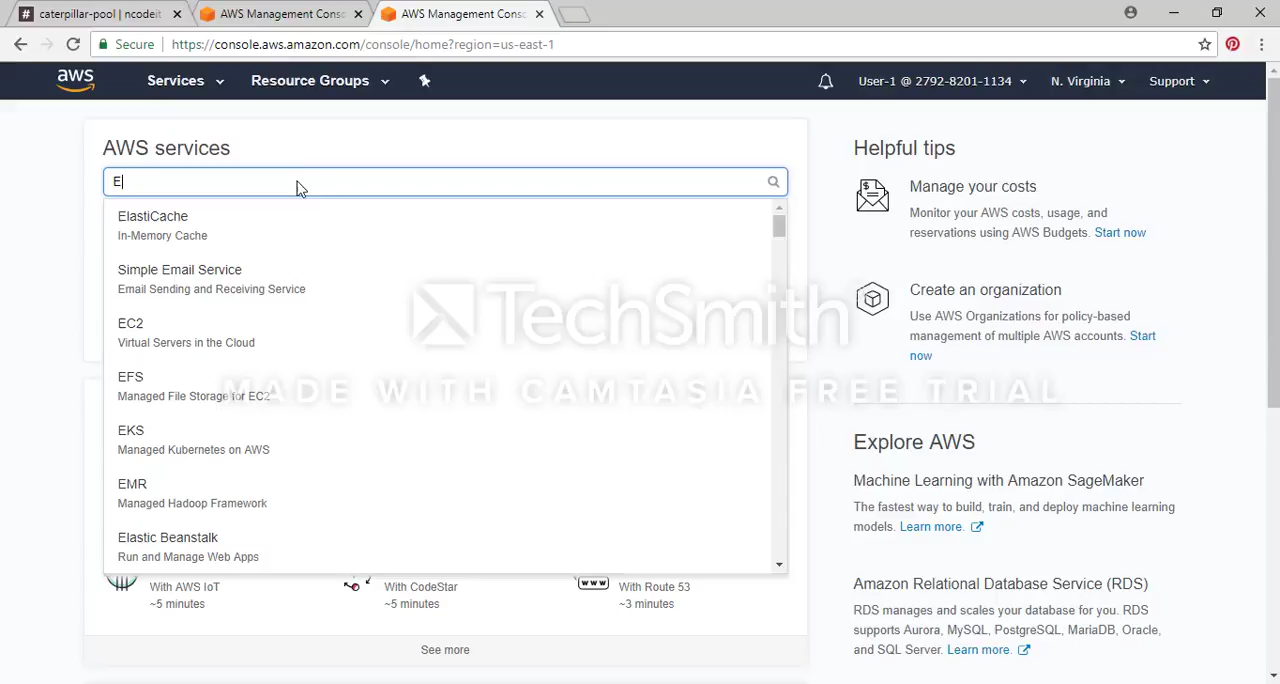 caterpillar-pool | ncodeit
AWS Management Consc
AWS Management Consc
Secure
https://console.aws.amazon.com/console/home?region=us-east-1
aws
Services
Resource Groups
User-1 @ 2792-8201-1134
N. Virginia
Support
AWS services
E
ElastiCache
In-Memory Cache
Simple Email Service
Email Sending and Receiving Service
EC2
Virtual Servers in the Cloud
EFS
Managed File Storage for EC2
EKS
Managed Kubernetes on AWS
EMR
Managed Hadoop Framework
Elastic Beanstalk
Run and Manage Web Apps
With AWS IoT
~5 minutes
With CodeStar
~5 minutes
www
With Route 53
~3 minutes
See more
Helpful tips
Manage your costs
Monitor your AWS costs, usage, and
reservations using AWS Budgets. Start now
Create an organization
Use AWS Organizations for policy-based
management of multiple AWS accounts. Start
now
Explore AWS
Machine Learning with Amazon SageMaker
The fastest way to build, train, and deploy machine learning
models. Learn more.
Amazon Relational Database Service (RDS)
RDS manages and scales your database for you. RDS
supports Aurora, MySQL, PostgreSQL, MariaDB, Oracle,
and SQL Server. Learn more.
TechSmith
MADE WITH CAMTASIA FREE TRIAL